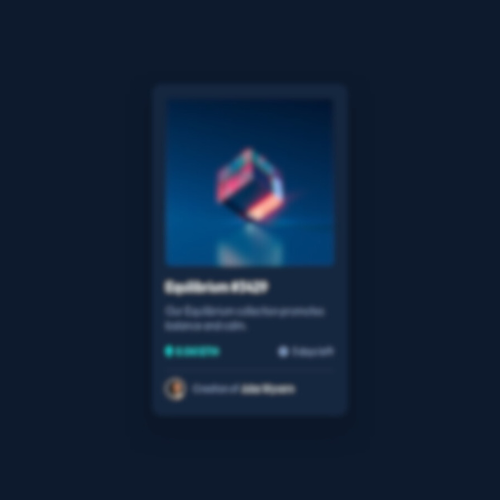 Equilibrium #3429
Our Equilibrium collection promotes
balance and calm.
0.041 ETH
3 days left
Creation of Jules Wyvern